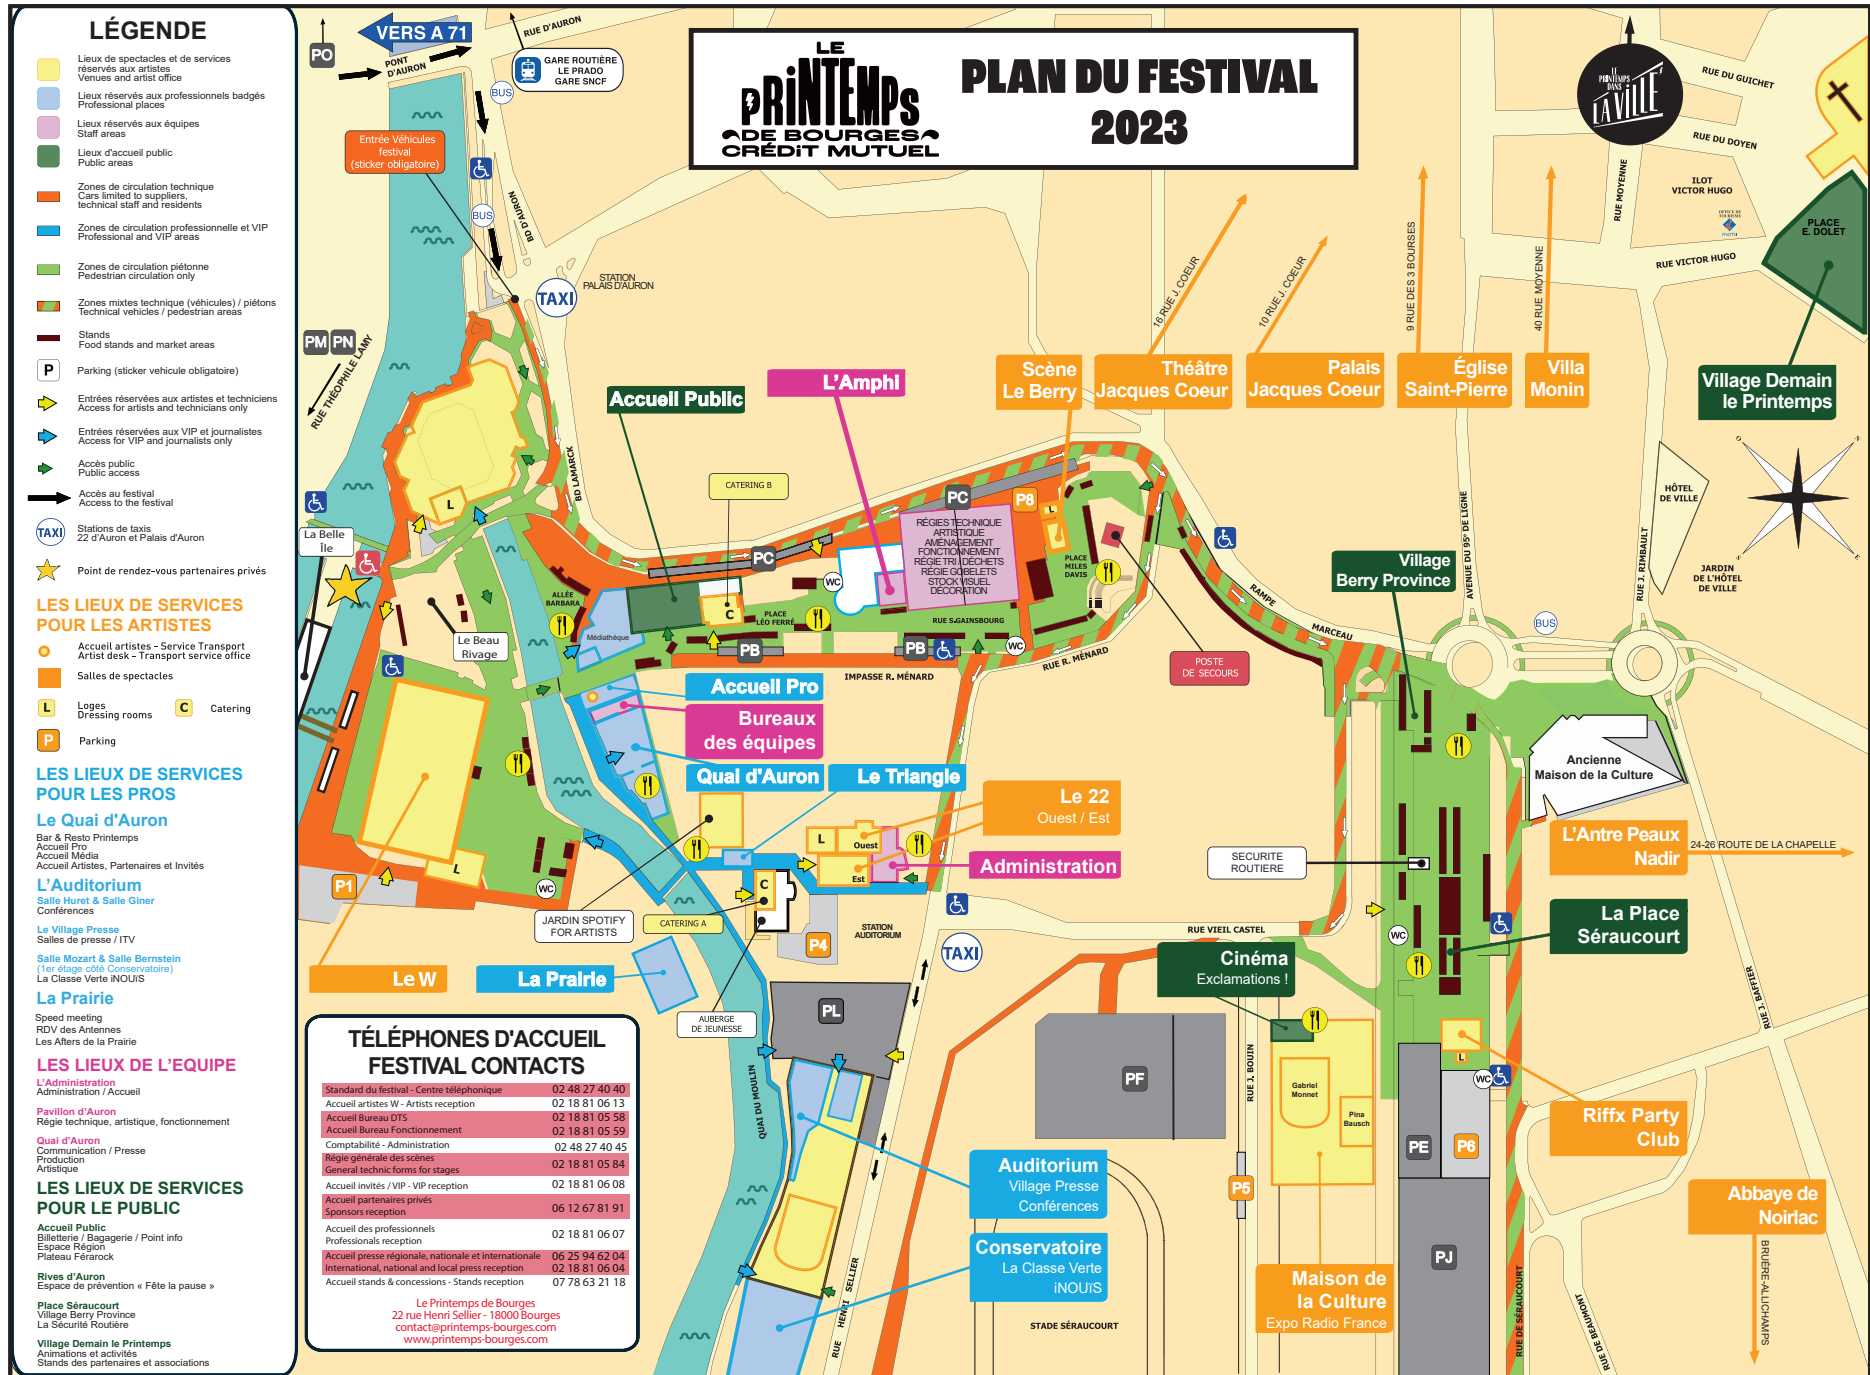 LÉGENDE
Lieux de spectacles et de services
réservés aux artistes
Venues and artist office
Lieux réservés aux professionnels badgés
Professional places
Lieux réservés aux équipes
Staff areas
Lieux d'accueil public
Public areas
Zones de circulation technique
Cars limited to suppliers,
technical staff and residents
Zones de circulation professionnelle et VIP
Professional and VIP areas
Zones de circulation piétonne
Pedestrian circulation only
Zones mixtes technique (véhicules) / piétons
Technical vehicles / pedestrian areas
Stands
Food stands and market areas
P
Parking (sticker vehicule obligatoire)
Entrées réservées aux artistes et techniciens
Access for artists and technicians only
Entrées réservées aux VIP et journalistes
Access for VIP and journalists only
Accès public
Public access
Accès au festival
Access to the festival
TAXI
Stations de taxis
22 d'Auron et Palais d'Auron
Point de rendez-vous partenaires privés
LES LIEUX DE SERVICES
POUR LES ARTISTES
Accueil artistes - Service Transport
Artist desk - Transport service office
Salles de spectacles
L
Loges
Dressing rooms
C
Catering
P
Parking
LES LIEUX DE SERVICES
POUR LES PROS
Le Quai d'Auron
Bar & Resto Printemps
Accueil Pro
Accueil Média
Accueil Artistes, Partenaires et Invités
L'Auditorium
Salle Huret & Salle Giner
Conférences
Le Village Presse
Salles de presse / ITV
Salle Mozart & Salle Bernstein
(1er étage côté Conservatoire)
La Classe Verte iNOUïS
La Prairie
Speed meeting
RDV des Antennes
Les Afters de la Prairie
LES LIEUX DE L'EQUIPE
L'Administration
Administration / Accueil
Pavillon d'Auron
Régie technique, artistique, fonctionnement
Quai d'Auron
Communication / Presse
Production
Artistique
LES LIEUX DE SERVICES
POUR LE PUBLIC
Accueil Public
Billetterie / Bagagerie / Point info
Espace Région
Plateau Férarock
Rives d'Auron
Espace de prévention « Fête la pause »
Place Séraucourt
Village Berry Province
La Sécurité Routière
Village Demain le Printemps
Animations et activités
Stands des partenaires et associations
LE
PRiNTEMPS
DE BOURGES
CRÉDiT MUTUEL
PLAN DU FESTIVAL
2023
LE
PRiNTEMPS
DANS
LA VILLE
PO
VERS A 71
PONT
D'AURON
RUE D'AURON
GARE ROUTIÈRE
LE PRADO
GARE SNCF
BUS
Entrée Véhicules
festival
(sticker obligatoire)
BUS
BD D'AURON
TAXI
STATION
PALAIS D'AURON
PM
PN
RUE THÉOPHILE LAMY
RUE DU GUICHET
RUE DU DOYEN
RUE MOYENNE
ILOT
VICTOR HUGO
OFFICE DE
TOURISME
RUE VICTOR HUGO
PLACE
E. DOLET
16 RUE J. COEUR
10 RUE J. COEUR
9 RUE DES 3 BOURSES
40 RUE MOYENNE
Accueil Public
L'Amphi
Scène
Le Berry
Théâtre
Jacques Coeur
Palais
Jacques Coeur
Église
Saint-Pierre
Villa
Monin
Village Demain
le Printemps
BD LAMARCK
CATERING B
L
PC
P8
L
RÉGIES TECHNIQUE
ARTISTIQUE
AMÉNAGEMENT
FONCTIONNEMENT
RÉGIE TRI / DÉCHETS
RÉGIE GOBELETS
STOCK VISUEL
DÉCORATION
PC
WC
PLACE
MILES
DAVIS
AVENUE DU 95e DE LIGNE
HÔTEL
DE VILLE
RUE J. RIMBAULT
JARDIN
DE L'HÔTEL
DE VILLE
O
N
S
E
La Belle
Île
Le Beau
Rivage
ALLÉE
BARBARA
Médiathèque
C
PLACE
LÉO FERRÉ
RUE S.GAINSBOURG
PB
PB
WC
RUE R. MÉNARD
IMPASSE R. MÉNARD
RAMPE
MARCEAU
POSTE
DE SECOURS
Village
Berry Province
BUS
Accueil Pro
Bureaux
des équipes
Quai d'Auron
Le Triangle
Le 22
Ouest / Est
Administration
L
Ouest
Est
C
Ancienne
Maison de la Culture
L'Antre Peaux
Nadir
24-26 ROUTE DE LA CHAPELLE
SECURITE
ROUTIERE
La Place
Séraucourt
L
P1
WC
JARDIN SPOTIFY
FOR ARTISTS
CATERING A
P4
STATION
AUDITORIUM
TAXI
RUE VIEIL CASTEL
WC
Le W
La Prairie
AUBERGE
DE JEUNESSE
PL
Cinéma
Exclamations !
RUE J. BAFFIER
PF
RUE J. BOUIN
Gabriel
Monnet
Pina
Bausch
L
WC
PE
P6
Riffx Party
Club
QUAI DU MOULIN
Auditorium
Village Presse
Conférences
Conservatoire
La Classe Verte
iNOUïS
RUE HENRI SELLIER
STADE SÉRAUCOURT
P5
PJ
Maison de
la Culture
Expo Radio France
RUE DE SÉRAUCOURT
RUE DE BEAUMONT
Abbaye de
Noirlac
BRUÈRE-ALLICHAMPS
TÉLÉPHONES D'ACCUEIL
FESTIVAL CONTACTS
Standard du festival - Centre téléphonique 02 48 27 40 40
Accueil artistes W - Artists reception 02 18 81 06 13
Accueil Bureau DTS 02 18 81 05 58
Accueil Bureau Fonctionnement 02 18 81 05 59
Comptabilité - Administration 02 48 27 40 45
Régie générale des scènes
General technic forms for stages 02 18 81 05 84
Accueil invités / VIP - VIP reception 02 18 81 06 08
Accueil partenaires privés
Sponsors reception 06 12 67 81 91
Accueil des professionnels
Professionals reception 02 18 81 06 07
Accueil presse régionale, nationale et internationale 06 25 94 62 04
International, national and local press reception 02 18 81 06 04
Accueil stands & concessions - Stands reception 07 78 63 21 18
Le Printemps de Bourges
22 rue Henri Sellier - 18000 Bourges
contact@printemps-bourges.com
www.printemps-bourges.com